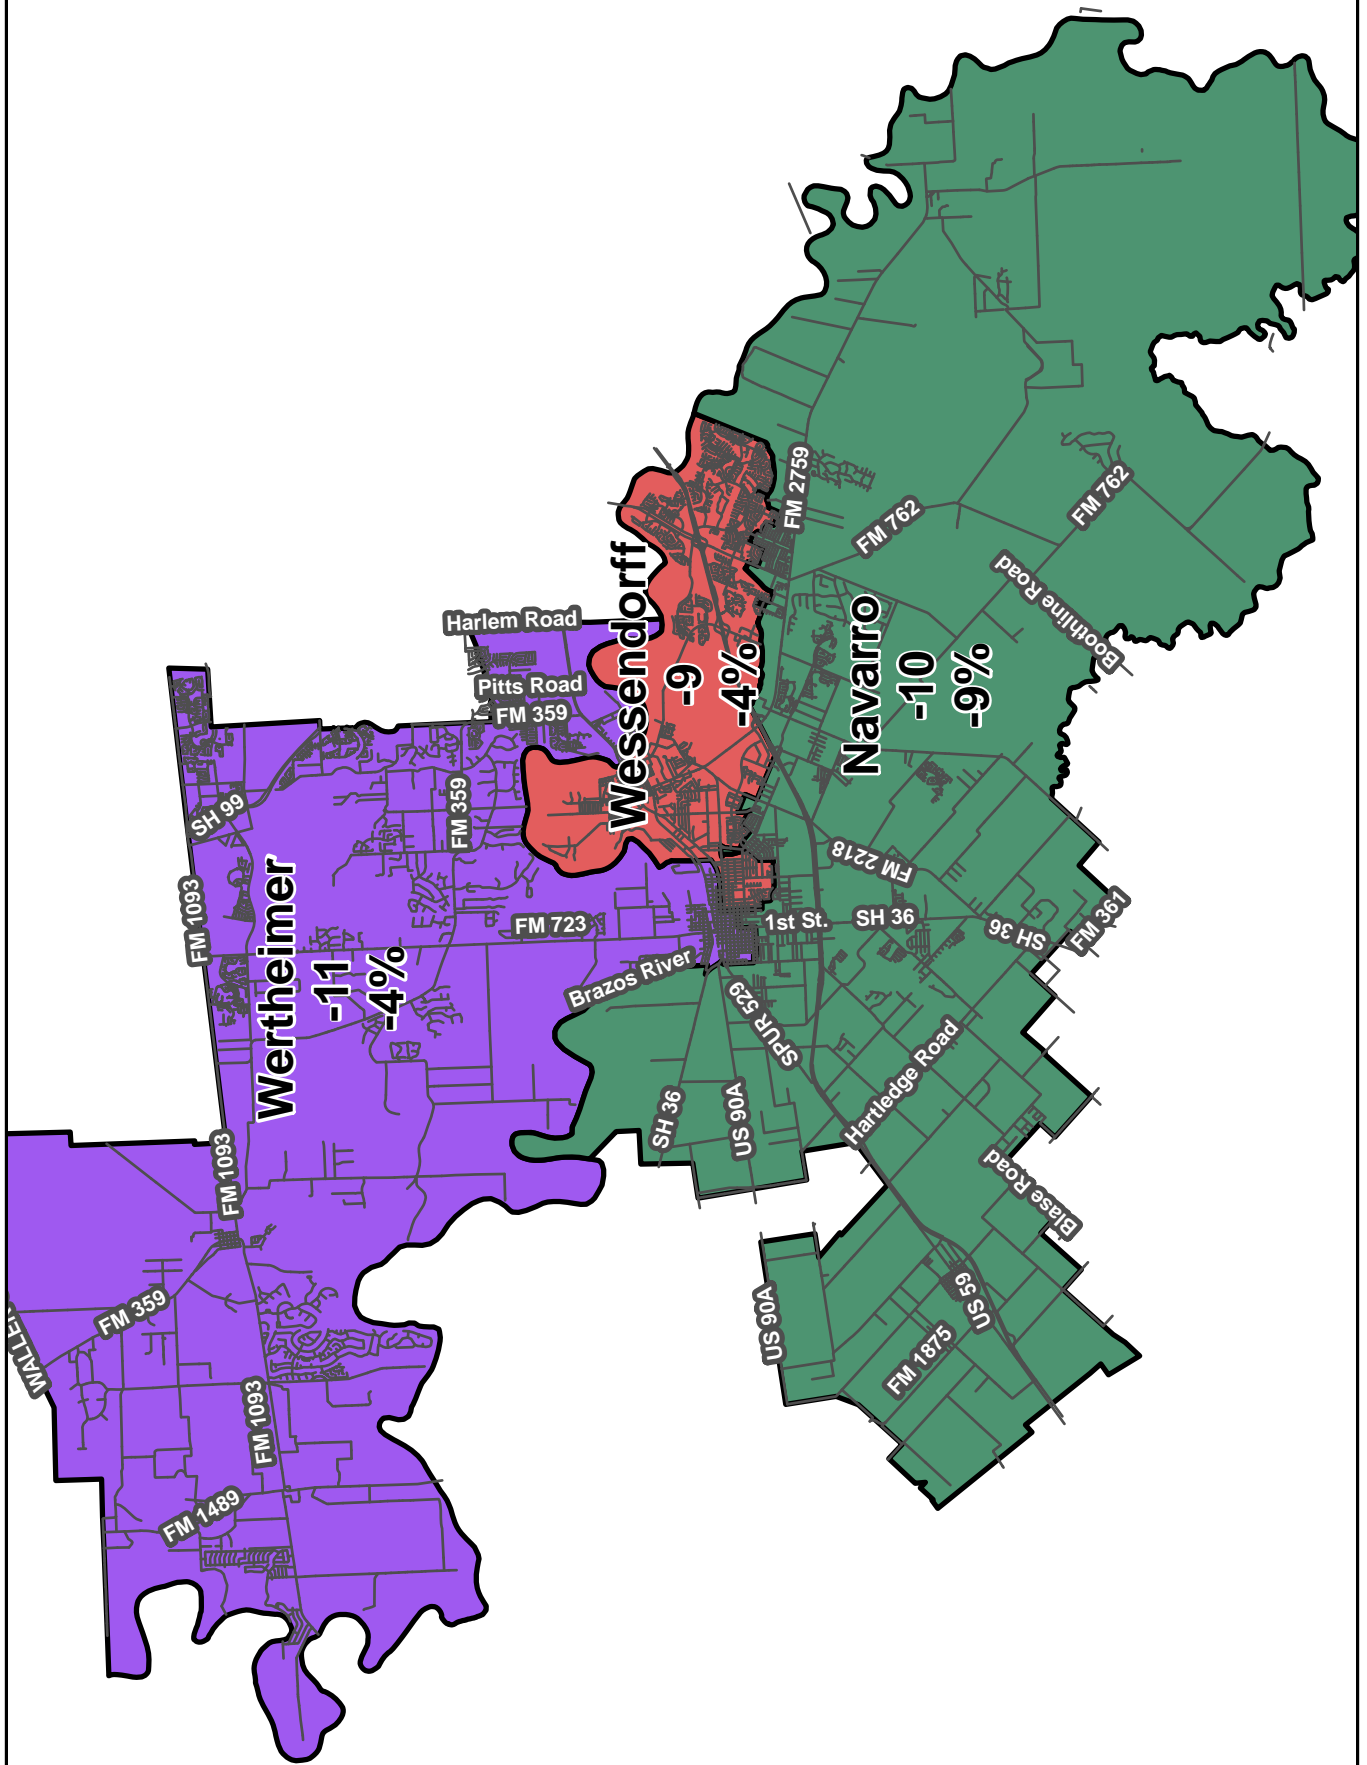 Harlem Road
Pitts Road
FM 359
SH 99
FM 359
FM 1093
FM 723
Brazos River
Wertheimer
-11
-4%
Wessendorff
-9
-4%
Navarro
-10
-9%
FM 2759
FM 762
FM 762
Boothline Road
FM 2218
1st St.
SH 36
SH 36
FM 361
SPUR 529
SH 36
US 90A
Hartledge Road
Blase Road
FM 1093
FM 359
FM 1093
FM 1489
US 90A
US 59
FM 1875